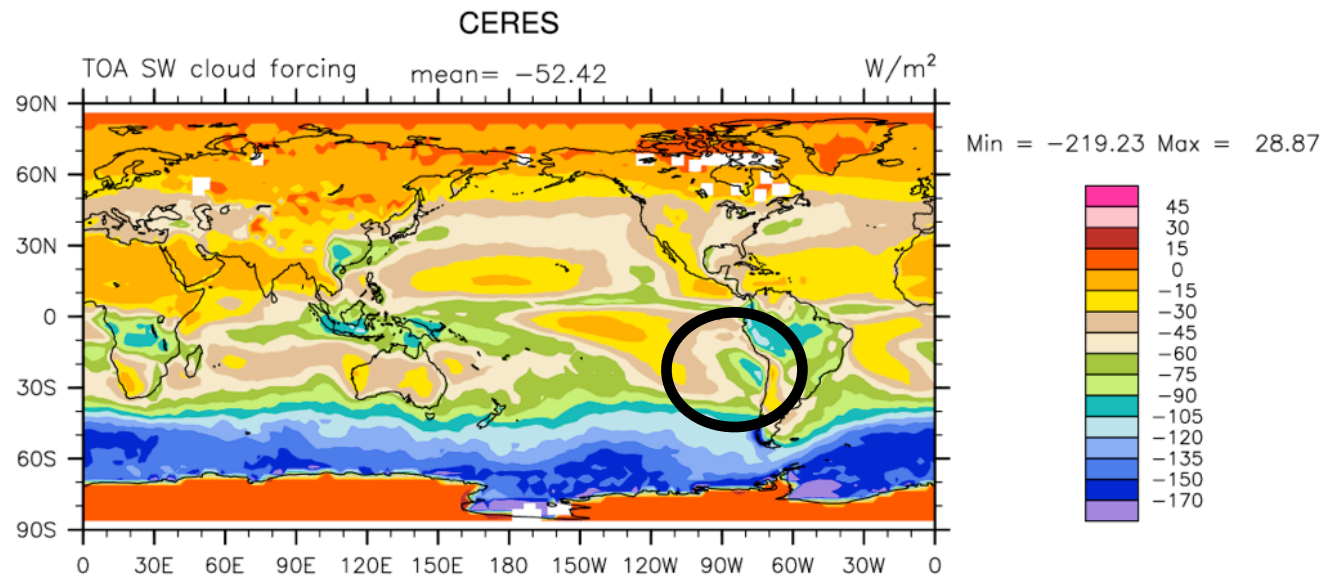 CERES
TOA SW cloud forcing mean= −52.42 W/m²
Min = −219.23 Max = 28.87
90N
60N
30N
0
30S
60S
90S
0 30E 60E 90E 120E 150E 180 150W 120W 90W 60W 30W 0
45
30
15
0
−15
−30
−45
−60
−75
−90
−105
−120
−135
−150
−170